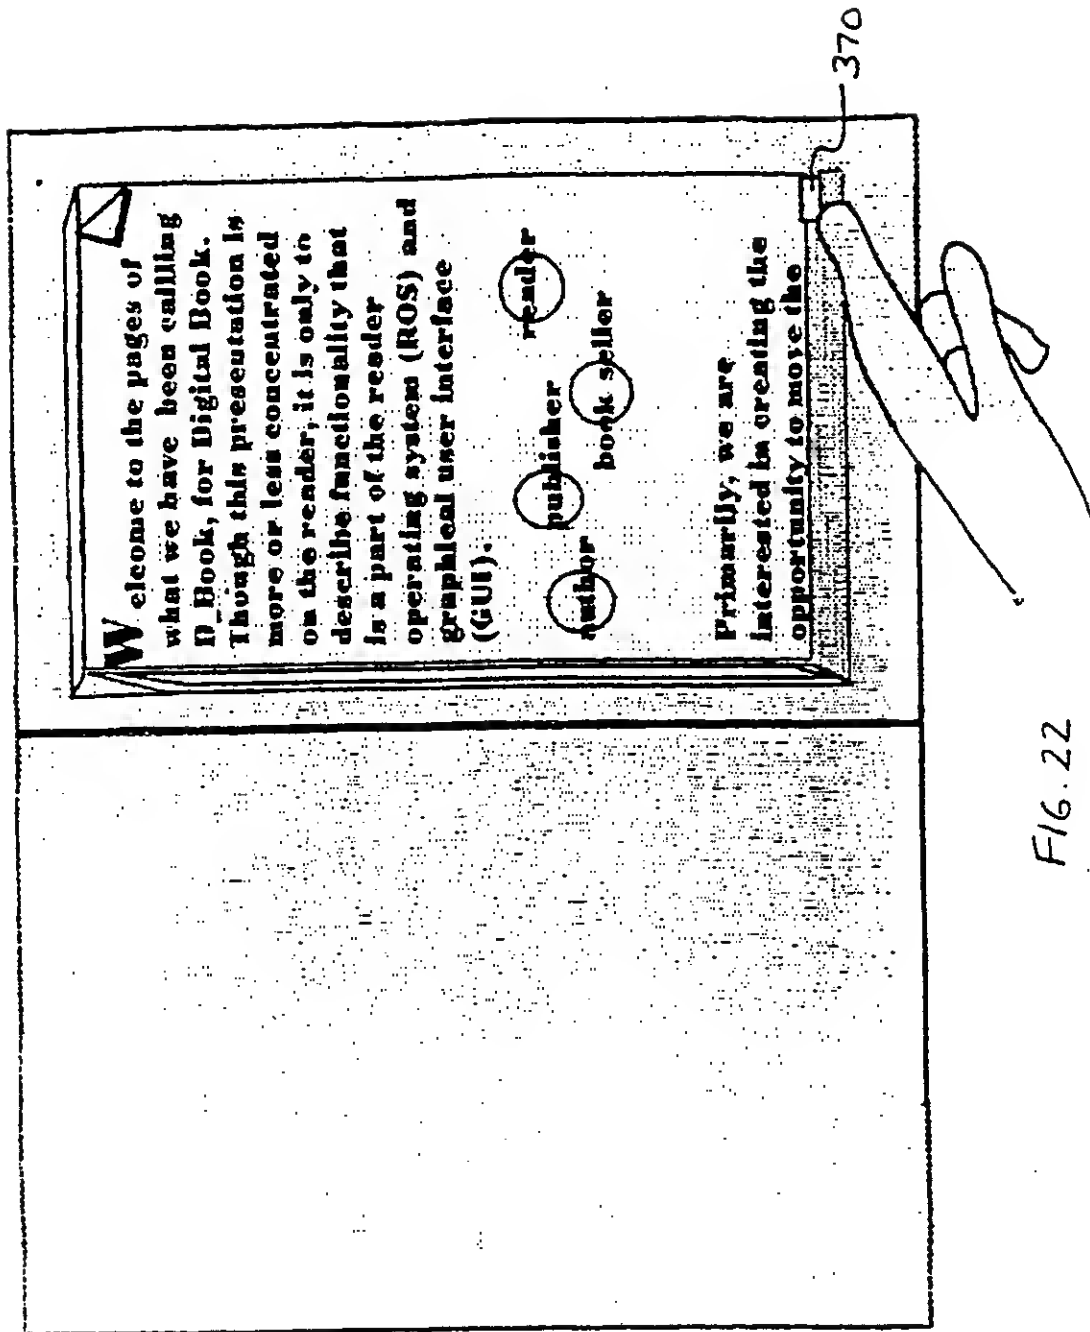 Welcome to the pages of
what we have been callling
D_Book, for Digital Book.
Though this presentation is
more or less concentrated
on the reader, it is only to
describe functionality that
is a part of the reader
operating system (ROS) and
graphical user interface
(GUI).
author
publisher
book seller
reader
Primarily, we are
interested in creating the
opportunity to move the
370
FIG. 22